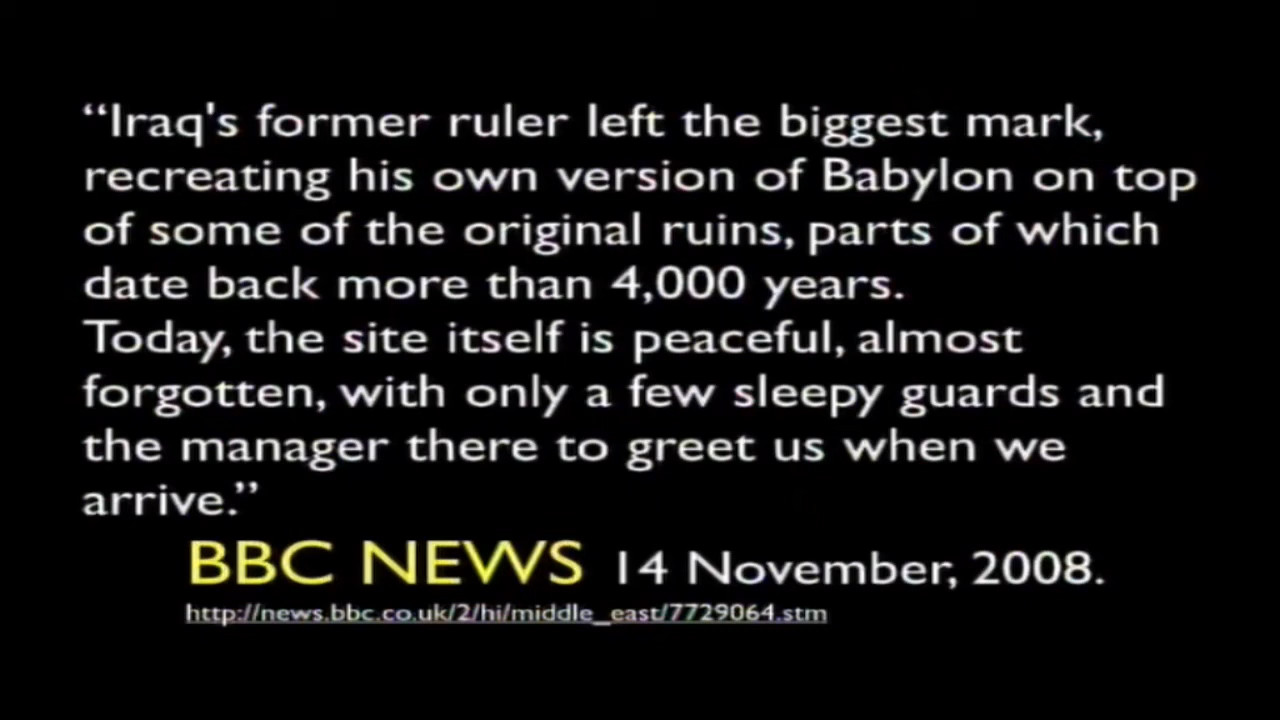 “Iraq's former ruler left the biggest mark,
recreating his own version of Babylon on top
of some of the original ruins, parts of which
date back more than 4,000 years.
Today, the site itself is peaceful, almost
forgotten, with only a few sleepy guards and
the manager there to greet us when we
arrive.”
BBC NEWS 14 November, 2008.
http://news.bbc.co.uk/2/hi/middle_east/7729064.stm